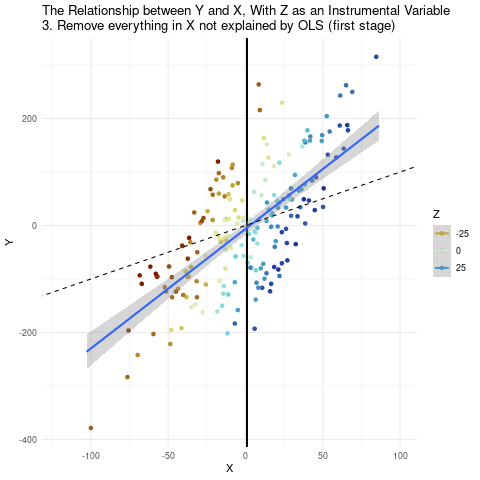 The Relationship between Y and X, With Z as an Instrumental Variable
3. Remove everything in X not explained by OLS (first stage)
200
0
-200
-400
Y
-100
-50
0
50
100
X
Z
-25
0
25